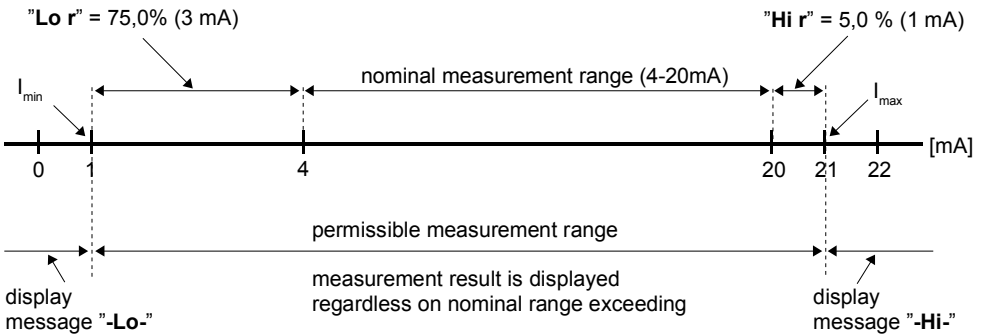 "Lo r" = 75,0% (3 mA)
"Hi r" = 5,0 % (1 mA)
nominal measurement range (4-20mA)
Imin
Imax
[mA]
0
1
4
20
21
22
permissible measurement range
measurement result is displayed
regardless on nominal range exceeding
display
message "-Lo-"
display
message "-Hi-"